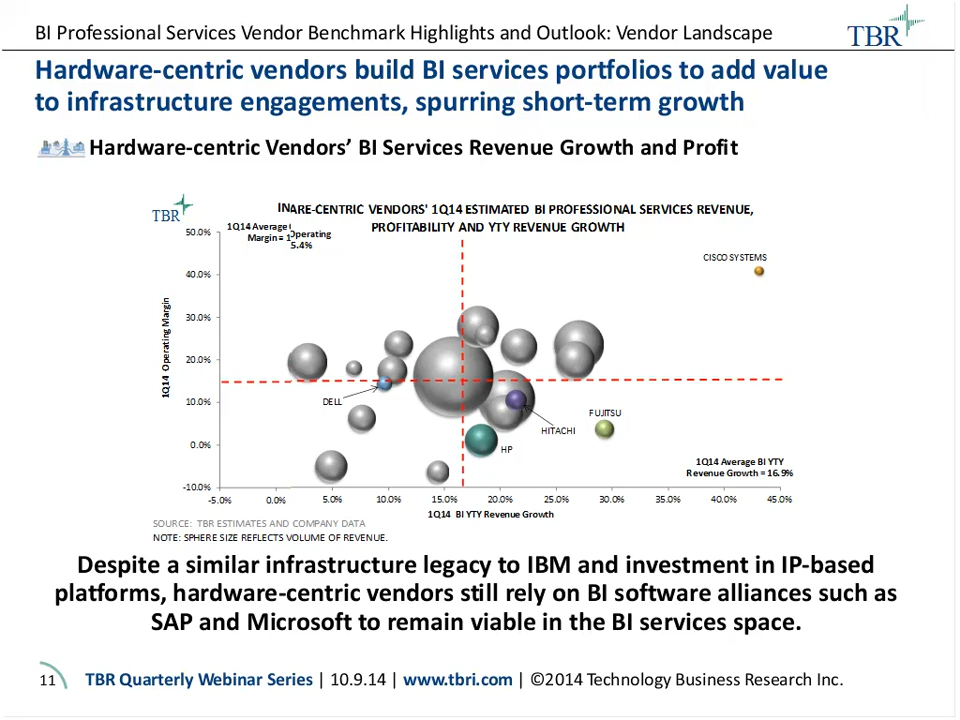 BI Professional Services Vendor Benchmark Highlights and Outlook: Vendor Landscape
TBR
Hardware-centric vendors build BI services portfolios to add value
to infrastructure engagements, spurring short-term growth
Hardware-centric Vendors’ BI Services Revenue Growth and Profit
TBR
INARE-CENTRIC VENDORS' 1Q14 ESTIMATED BI PROFESSIONAL SERVICES REVENUE,
PROFITABILITY AND YTY REVENUE GROWTH
1Q14 Average Operating
Margin = 15.4%
50.0%
40.0%
30.0%
20.0%
10.0%
0.0%
-10.0%
1Q14 Operating Margin
CISCO SYSTEMS
DELL
FUJITSU
HITACHI
HP
1Q14 Average BI YTY
Revenue Growth = 16.9%
-5.0% 0.0% 5.0% 10.0% 15.0% 20.0% 25.0% 30.0% 35.0% 40.0% 45.0%
1Q14 BI YTY Revenue Growth
SOURCE: TBR ESTIMATES AND COMPANY DATA
NOTE: SPHERE SIZE REFLECTS VOLUME OF REVENUE.
Despite a similar infrastructure legacy to IBM and investment in IP-based
platforms, hardware-centric vendors still rely on BI software alliances such as
SAP and Microsoft to remain viable in the BI services space.
11 TBR Quarterly Webinar Series | 10.9.14 | www.tbri.com | ©2014 Technology Business Research Inc.